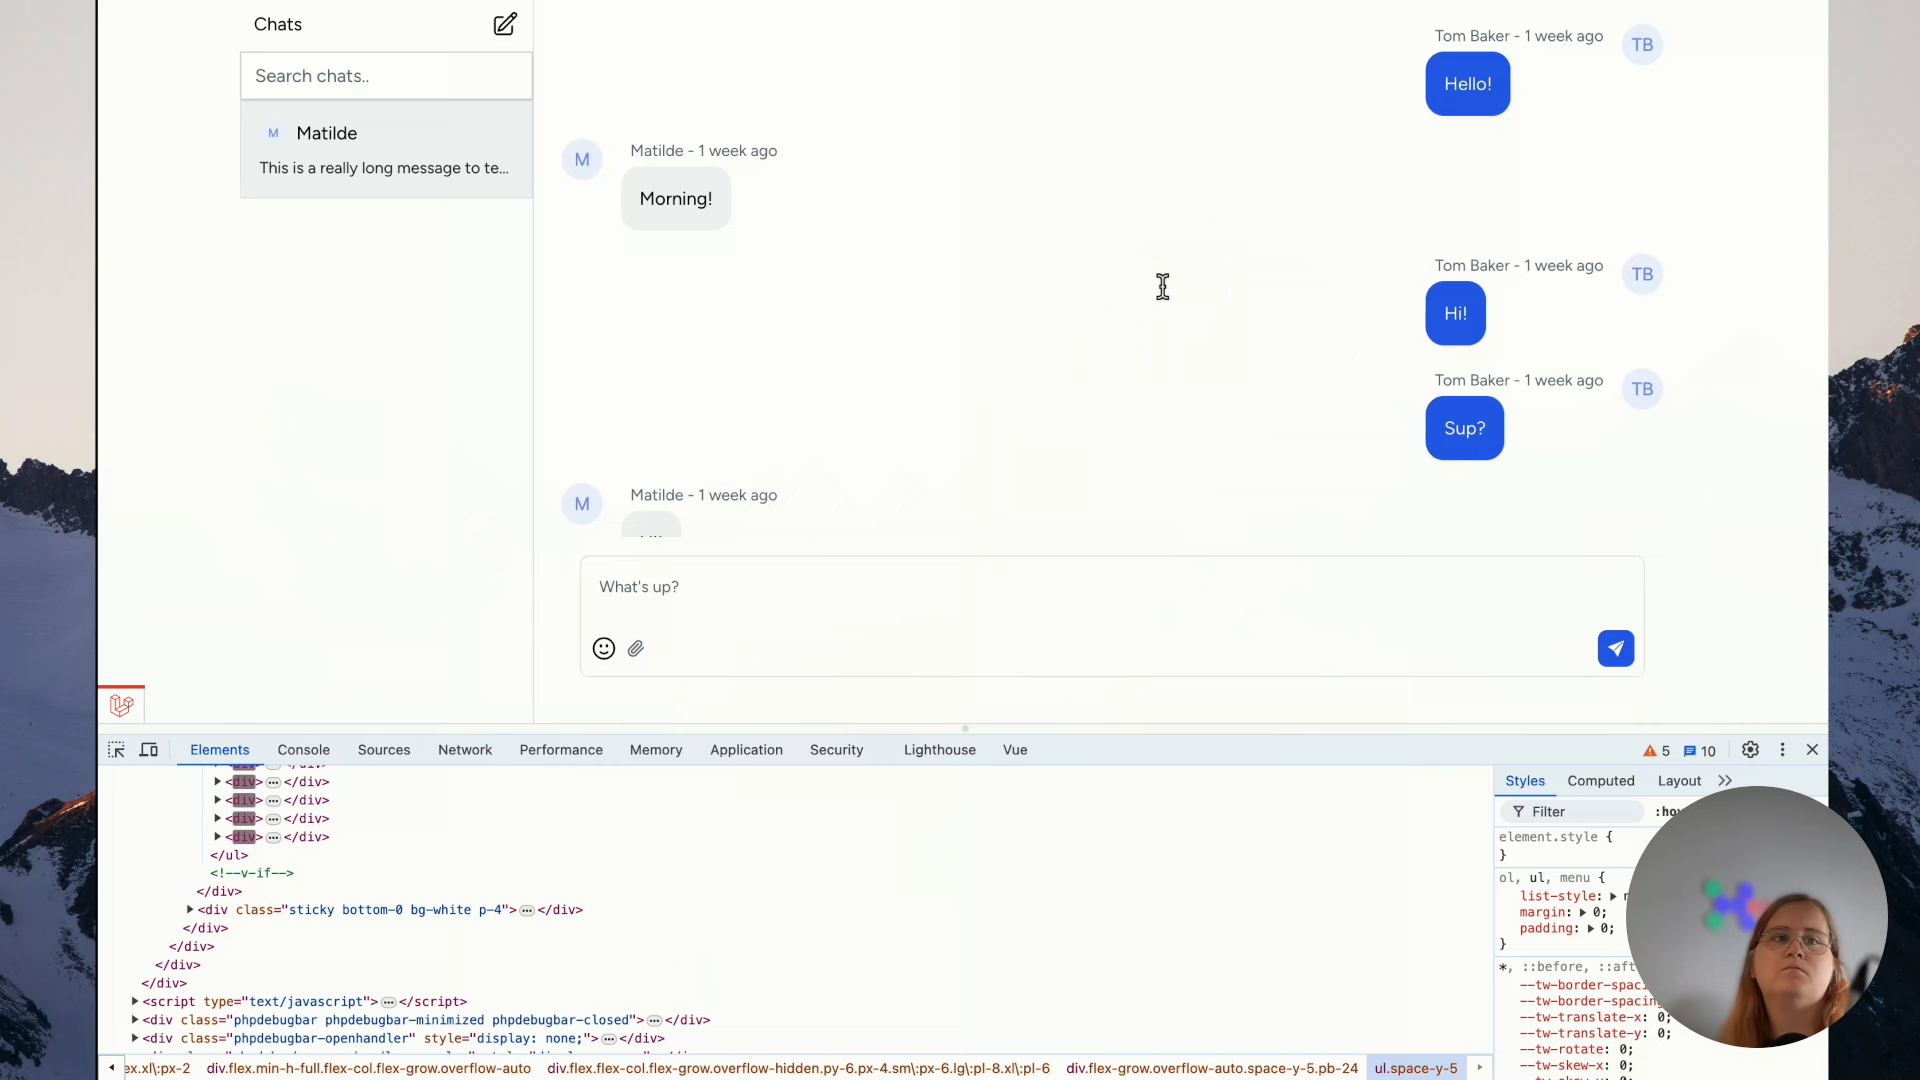 Chats
Search chats..
M Matilde
This is a really long message to te...
Tom Baker - 1 week ago
TB
Hello!
M
Matilde - 1 week ago
Morning!
Tom Baker - 1 week ago
TB
Hi!
Tom Baker - 1 week ago
TB
Sup?
M
Matilde - 1 week ago
What's up?
Elements Console Sources Network Performance Memory Application Security Lighthouse Vue 5 10
<div> </div>
<div> </div>
<div> </div>
<div> </div>
</ul>
<!--v-if-->
</div>
<div class="sticky bottom-0 bg-white p-4"> </div>
</div>
</div>
</div>
</div>
<script type="text/javascript"> </script>
<div class="phpdebugbar phpdebugbar-minimized phpdebugbar-closed"> </div>
<div class="phpdebugbar-openhandler" style="display: none;"> </div>
ex.xl\:px-2 div.flex.min-h-full.flex-col.flex-grow.overflow-auto div.flex.flex-col.flex-grow.overflow-hidden.py-6.px-4.sm\:px-6.lg\:pl-8.xl\:pl-6 div.flex-grow.overflow-auto.space-y-5.pb-24 ul.space-y-5
Styles Computed Layout
Filter :ho
element.style {
}
ol, ul, menu {
list-style:
margin: 0;
padding: 0;
}
*, ::before, ::aft
--tw-border-spaci
--tw-border-spacing
--tw-translate-x: 0;
--tw-translate-y: 0;
--tw-rotate: 0;
--tw-skew-x: 0;